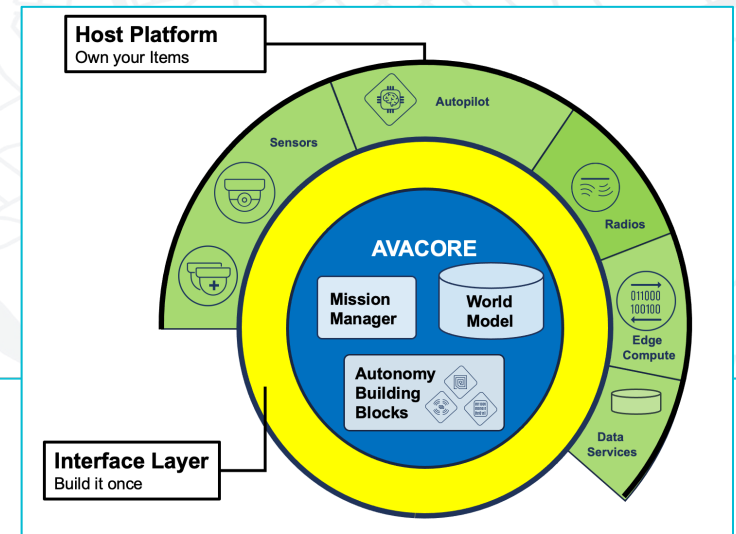 Host Platform
Own your Items
Autopilot
Sensors
Radios
AVACORE
Mission
Manager
World
Model
011000
100100
Edge
Compute
Autonomy
Building
Blocks
Data
Services
Interface Layer
Build it once